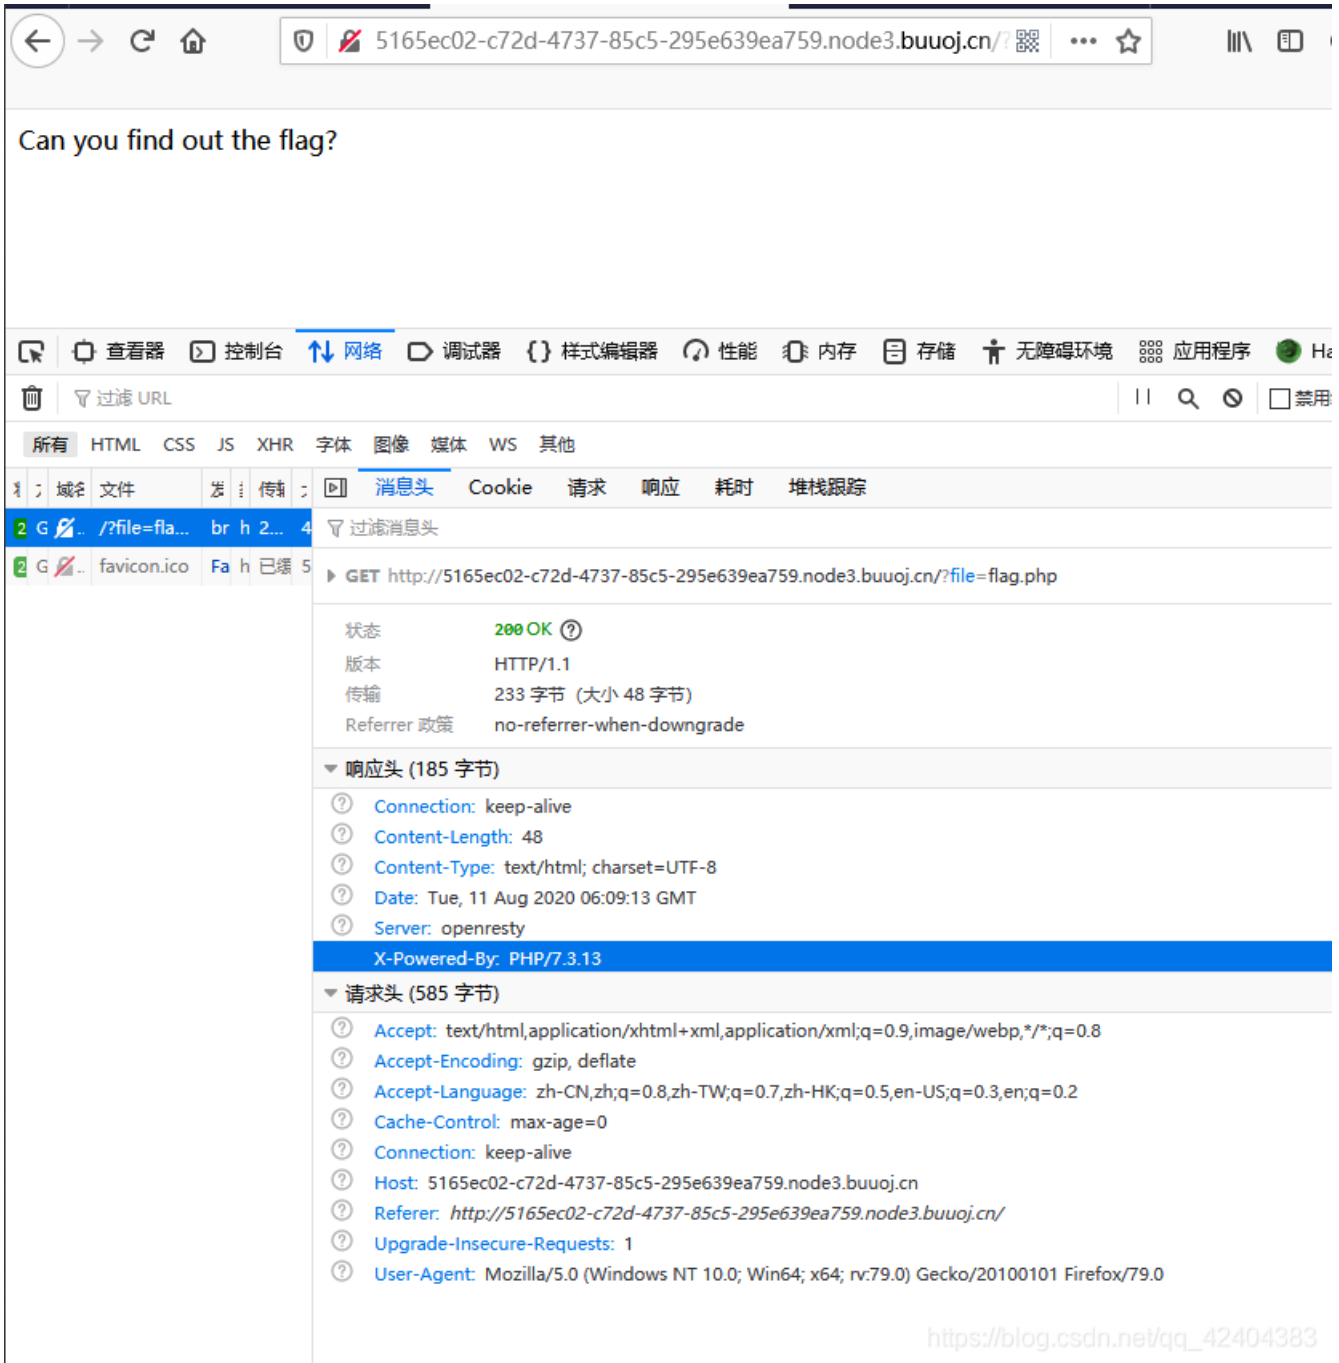 5165ec02-c72d-4737-85c5-295e639ea759.node3.buuoj.cn/?
Can you find out the flag?
查看器 控制台 网络 调试器 {} 样式编辑器 性能 内存 存储 无障碍环境 应用程序 Ha
过滤 URL 禁用
所有 HTML CSS JS XHR 字体 图像 媒体 WS 其他
域名 文件 发 传输 消息头 Cookie 请求 响应 耗时 堆栈跟踪
2 G /?file=fla... br h 2... 4 过滤消息头
2 G favicon.ico Fa h 已缓 5
GET http://5165ec02-c72d-4737-85c5-295e639ea759.node3.buuoj.cn/?file=flag.php
状态 200 OK
版本 HTTP/1.1
传输 233 字节 (大小 48 字节)
Referrer 政策 no-referrer-when-downgrade
响应头 (185 字节)
Connection: keep-alive
Content-Length: 48
Content-Type: text/html; charset=UTF-8
Date: Tue, 11 Aug 2020 06:09:13 GMT
Server: openresty
X-Powered-By: PHP/7.3.13
请求头 (585 字节)
Accept: text/html,application/xhtml+xml,application/xml;q=0.9,image/webp,*/*;q=0.8
Accept-Encoding: gzip, deflate
Accept-Language: zh-CN,zh;q=0.8,zh-TW;q=0.7,zh-HK;q=0.5,en-US;q=0.3,en;q=0.2
Cache-Control: max-age=0
Connection: keep-alive
Host: 5165ec02-c72d-4737-85c5-295e639ea759.node3.buuoj.cn
Referer: http://5165ec02-c72d-4737-85c5-295e639ea759.node3.buuoj.cn/
Upgrade-Insecure-Requests: 1
User-Agent: Mozilla/5.0 (Windows NT 10.0; Win64; x64; rv:79.0) Gecko/20100101 Firefox/79.0
https://blog.csdn.net/qq_42404383